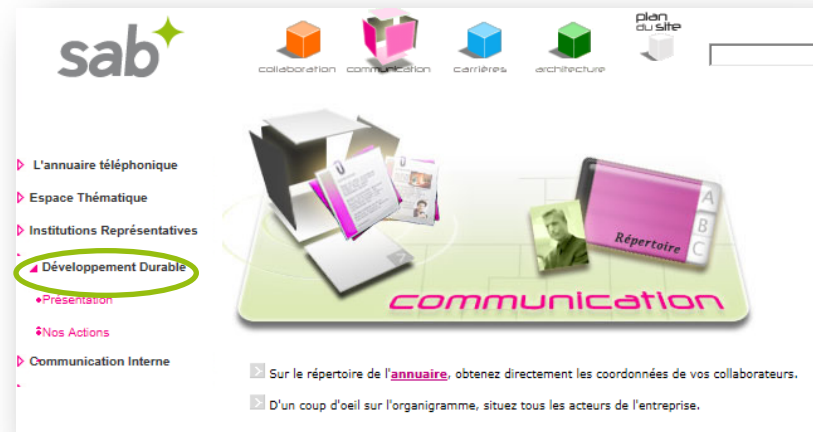 sab
collaboration
communication
carrières
architecture
plan
du site
L'annuaire téléphonique
Espace Thématique
Institutions Représentatives
Développement Durable
Présentation
Nos Actions
Communication Interne
Répertoire
A
B
C
communication
Sur le répertoire de l'annuaire, obtenez directement les coordonnées de vos collaborateurs.
D'un coup d'oeil sur l'organigramme, situez tous les acteurs de l'entreprise.